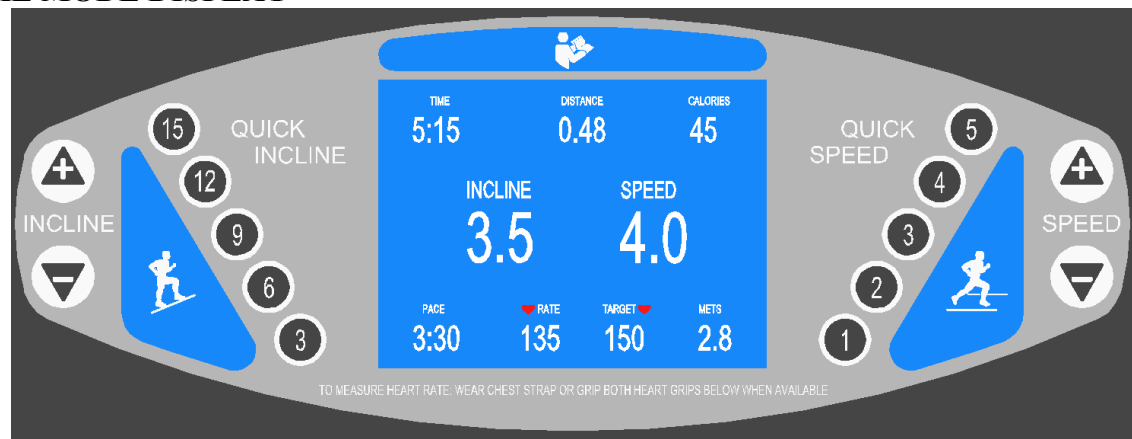 MODE DISPLAY
TIME DISTANCE CALORIES
5:15 0.48 45
INCLINE SPEED
3.5 4.0
PACE RATE TARGET METS
3:30 135 150 2.8
QUICK
INCLINE
15
12
9
6
3
+
INCLINE
−
QUICK
SPEED
5
4
3
2
1
+
SPEED
−
TO MEASURE HEART RATE: WEAR CHEST STRAP OR GRIP BOTH HEART GRIPS BELOW WHEN AVAILABLE